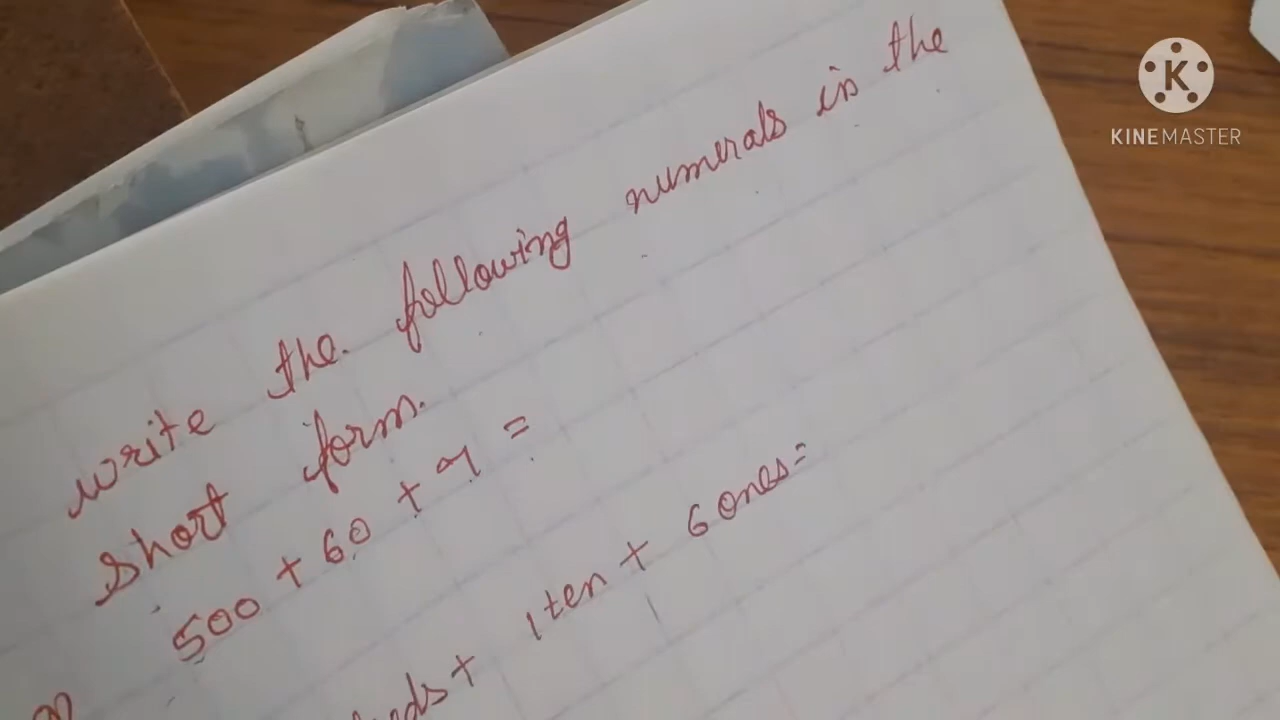 write the following numerals in the
short form.
500 + 60 + 7 =
+ 1 ten + 6 ones =
KINEMASTER